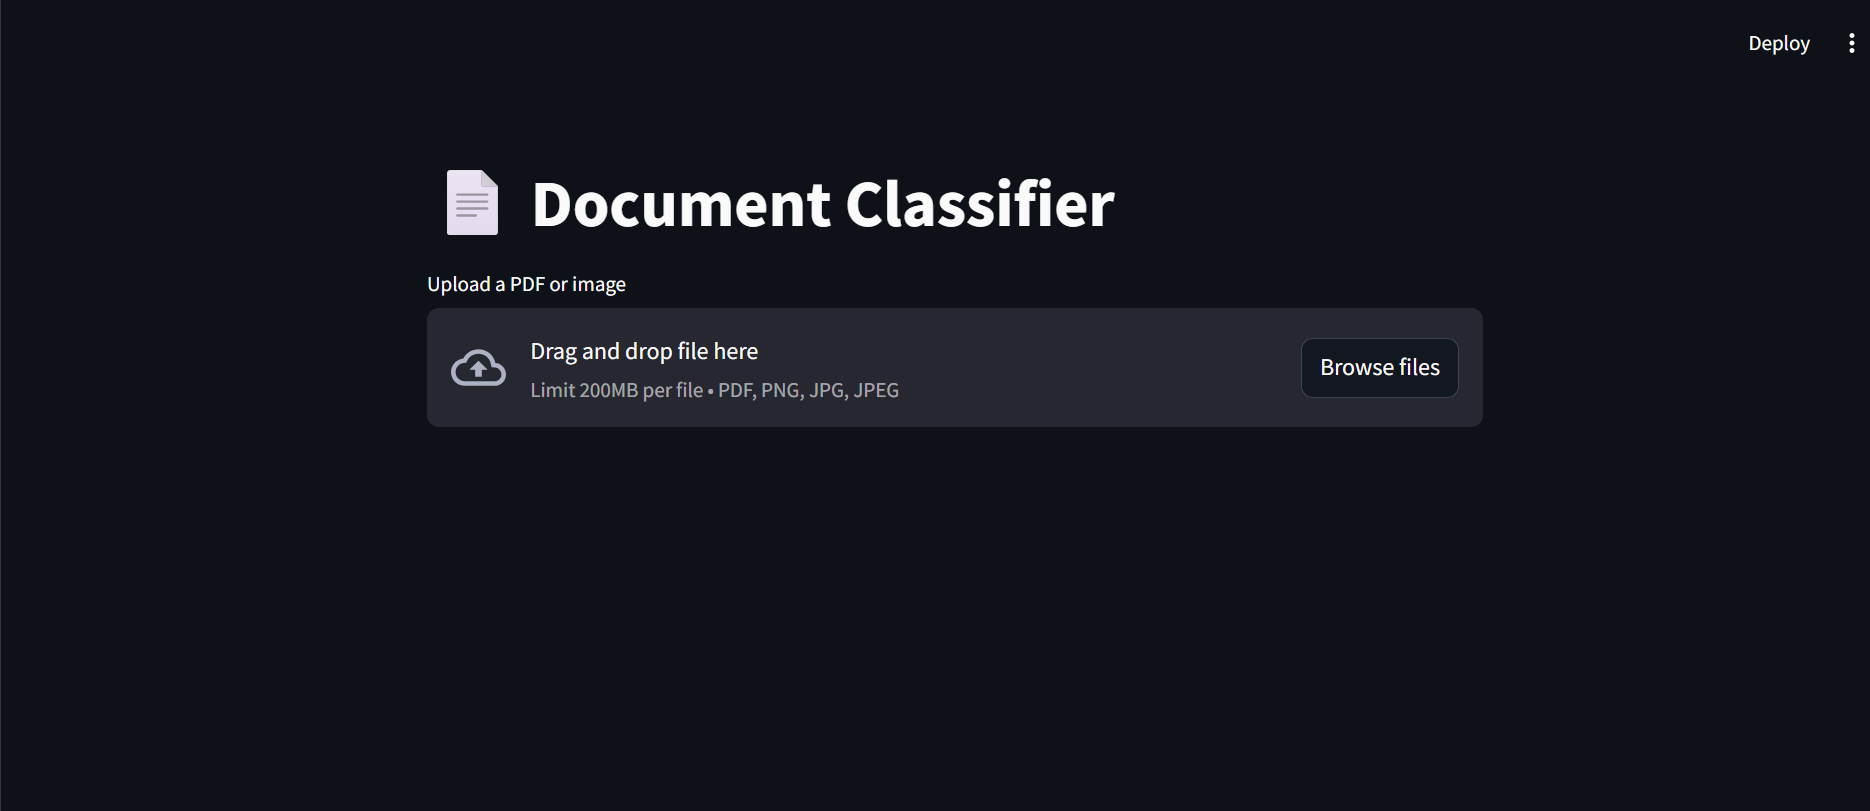 Deploy
Document Classifier
Upload a PDF or image
Drag and drop file here
Limit 200MB per file • PDF, PNG, JPG, JPEG
Browse files